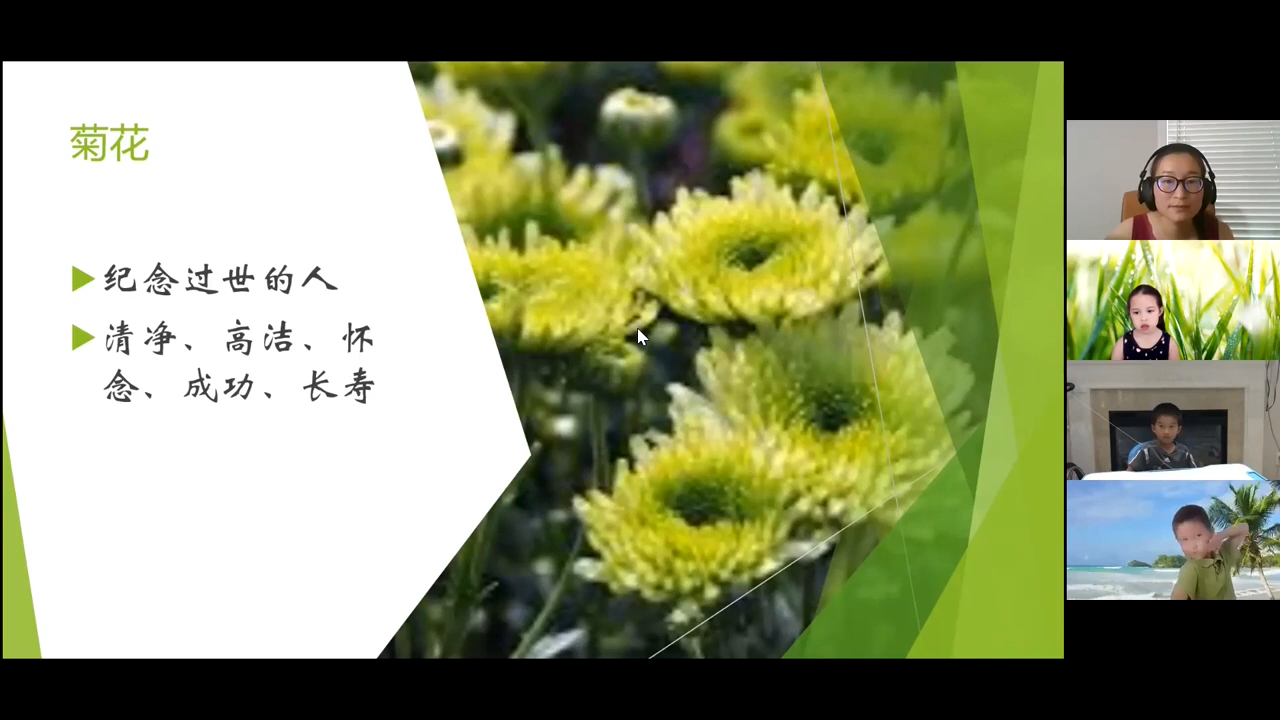 菊花
纪念过世的人
清净、高洁、怀
念、成功、长寿